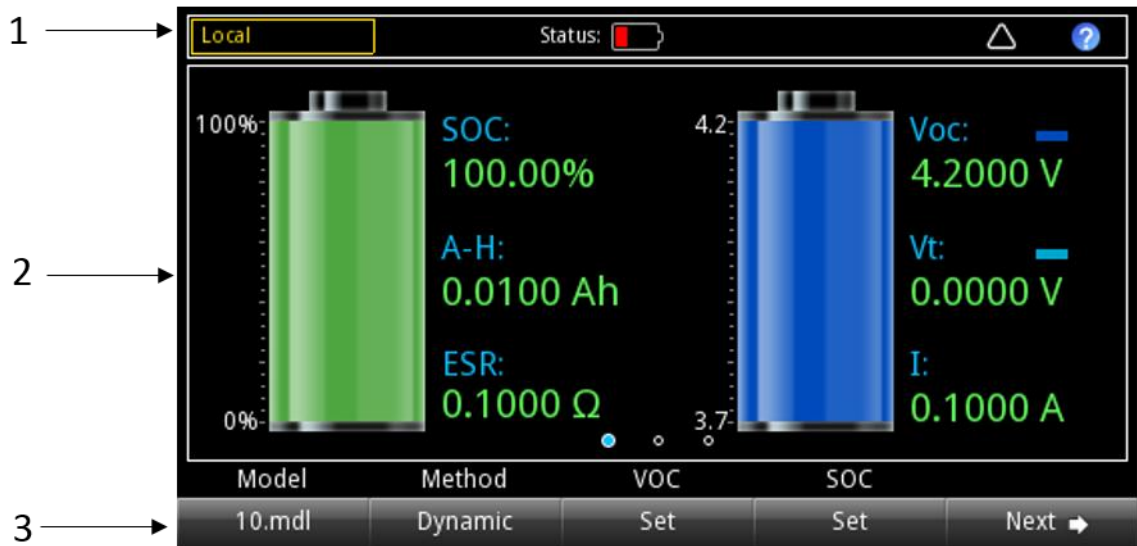 1
Local Status: ?
2
100%
SOC:
100.00%
A-H:
0.0100 Ah
ESR:
0.1000 Ω
0%
4.2
Voc:
4.2000 V
Vt:
0.0000 V
I:
0.1000 A
3.7
Model Method VOC SOC
3
10.mdl Dynamic Set Set Next